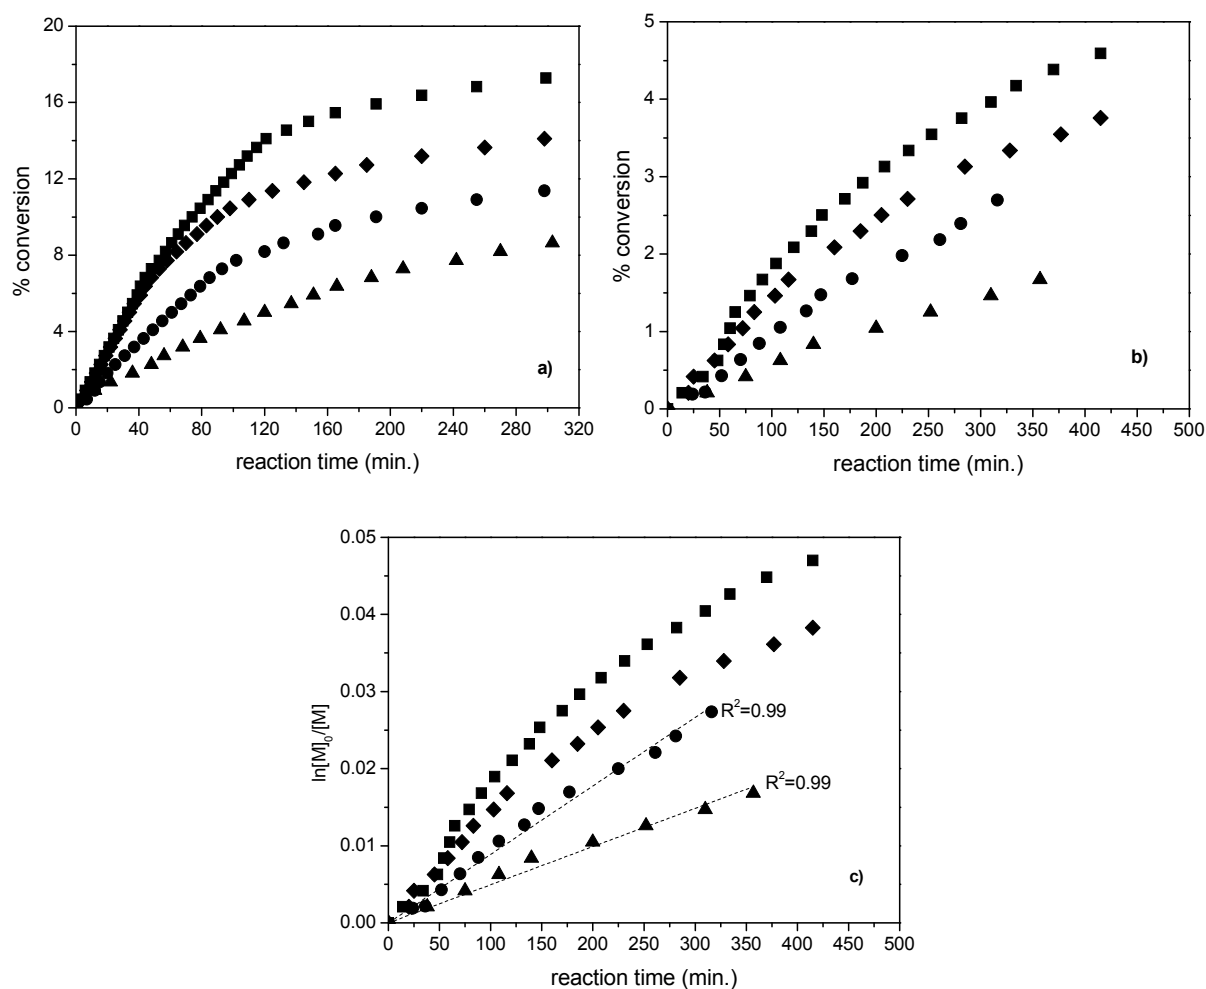 20
16
12
8
4
0
% conversion
a)
0 40 80 120 160 200 240 280 320
reaction time (min.)
5
4
3
2
1
0
% conversion
b)
0 50 100 150 200 250 300 350 400 450 500
reaction time (min.)
0.05
0.04
0.03
0.02
0.01
0.00
ln[M]0/[M]
R2=0.99
R2=0.99
c)
0 50 100 150 200 250 300 350 400 450 500
reaction time (min.)